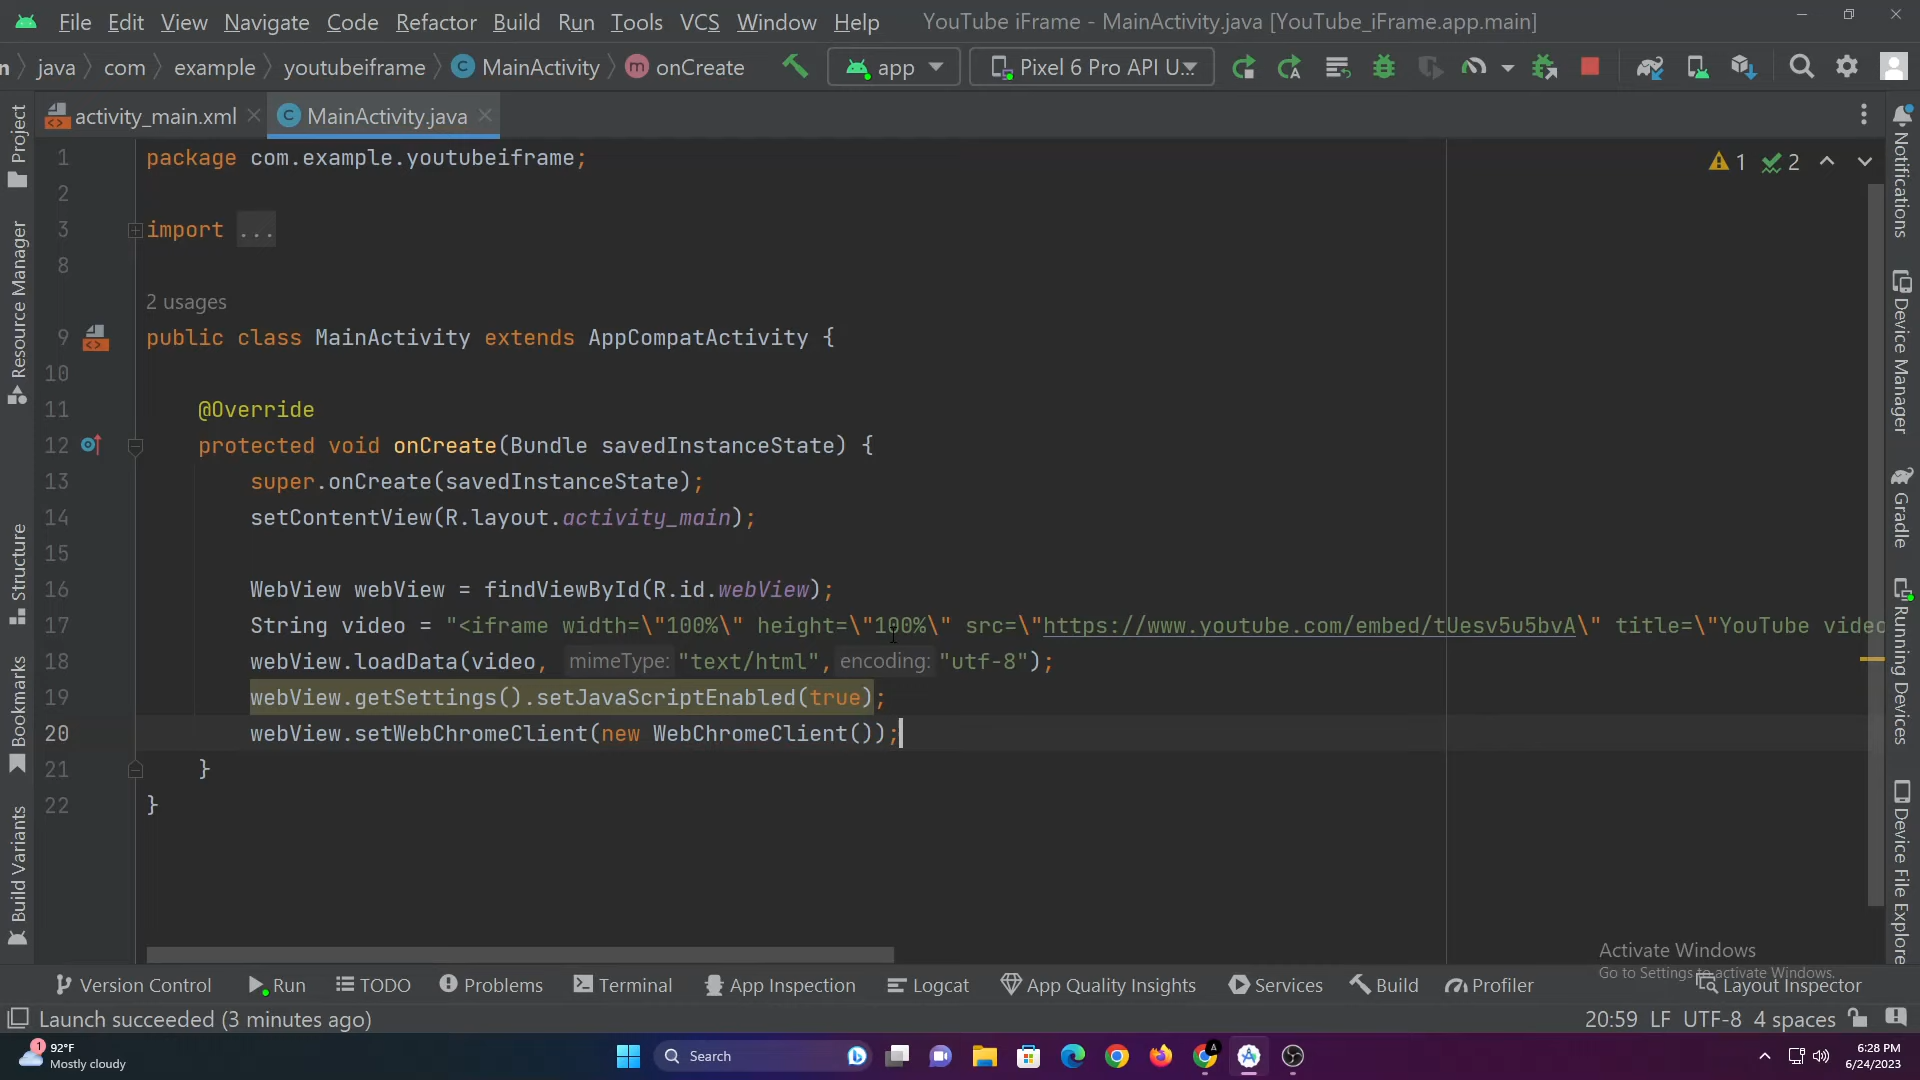 File Edit View Navigate Code Refactor Build Run Tools VCS Window Help YouTube iFrame - MainActivity.java [YouTube_iFrame.app.main]
n java com example youtubeiframe C MainActivity m onCreate app Pixel 6 Pro API U...
activity_main.xml C MainActivity.java
1 package com.example.youtubeiframe; 1 2
2
3 import ...
8
2 usages
9 public class MainActivity extends AppCompatActivity {
10
11 @Override
12 protected void onCreate(Bundle savedInstanceState) {
13 super.onCreate(savedInstanceState);
14 setContentView(R.layout.activity_main);
15
16 WebView webView = findViewById(R.id.webView);
17 String video = "<iframe width=\"100%\" height=\"100%\" src=\"https://www.youtube.com/embed/tUesv5u5bvA\" title=\"YouTube video
18 webView.loadData(video, mimeType: "text/html", encoding: "utf-8");
19 webView.getSettings().setJavaScriptEnabled(true);
20 webView.setWebChromeClient(new WebChromeClient());
21 }
22 }
Project
Resource Manager
Structure
Bookmarks
Build Variants
Notifications
Device Manager
Gradle
Running Devices
Device File Explore
Activate Windows
Go to Settings to activate Windows.
Version Control Run TODO Problems Terminal App Inspection Logcat App Quality Insights Services Build Profiler Layout Inspector
Launch succeeded (3 minutes ago) 20:59 LF UTF-8 4 spaces
1 92°F
Mostly cloudy
Search
A
6:28 PM
6/24/2023